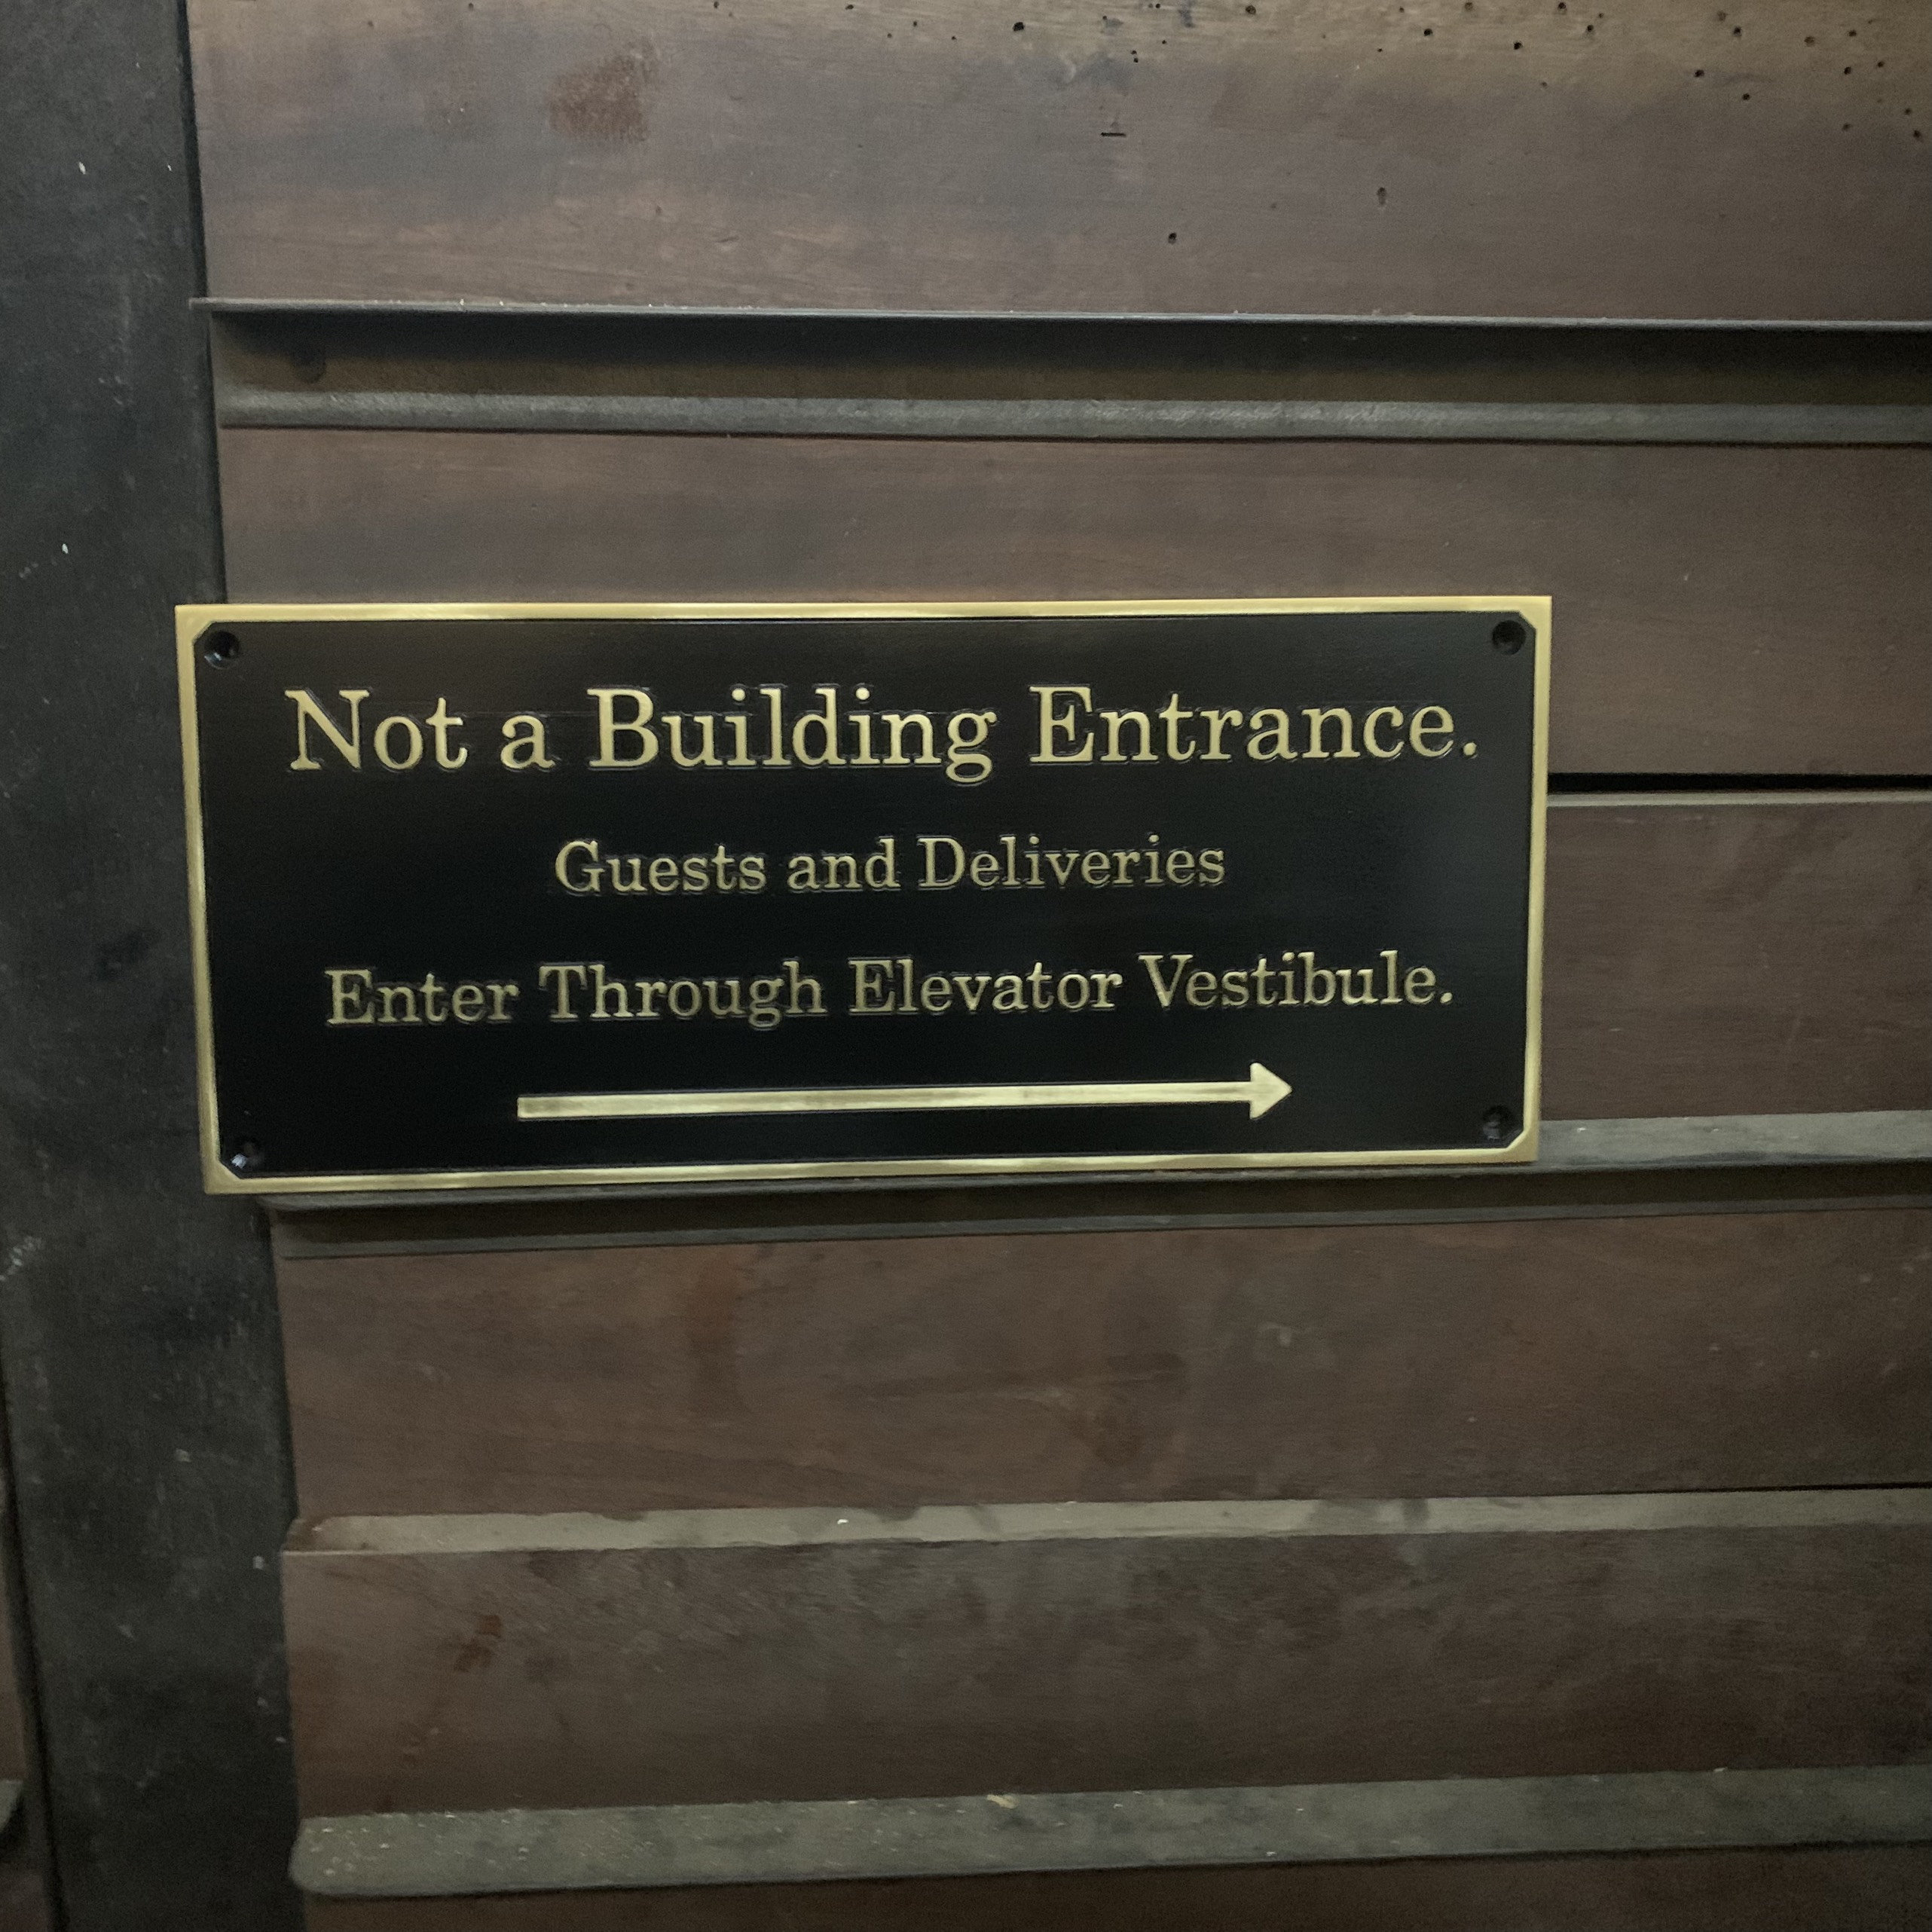 Not a Building Entrance.
Guests and Deliveries
Enter Through Elevator Vestibule.